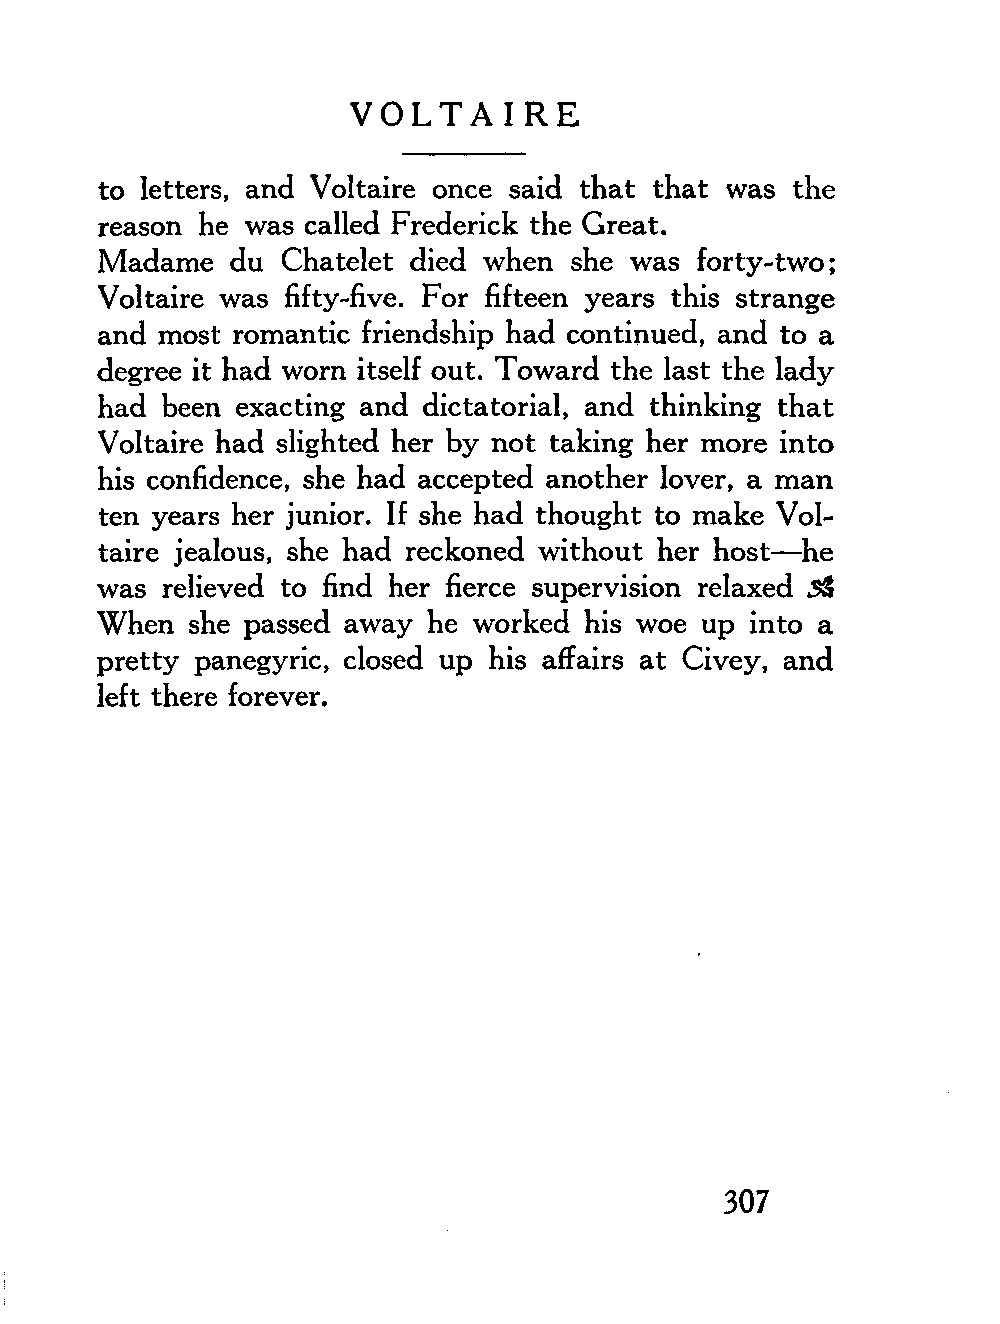 VOLTAIRE
to letters, and Voltaire once said that that was the
reason he was called Frederick the Great.
Madame du Chatelet died when she was forty-two;
Voltaire was fifty-five. For fifteen years this strange
and most romantic friendship had continued, and to a
degree it had worn itself out. Toward the last the lady
had been exacting and dictatorial, and thinking that
Voltaire had slighted her by not taking her more into
his confidence, she had accepted another lover, a man
ten years her junior. If she had thought to make Vol-
taire jealous, she had reckoned without her host—he
was relieved to find her fierce supervision relaxed
When she passed away he worked his woe up into a
pretty panegyric, closed up his affairs at Civey, and
left there forever.
307